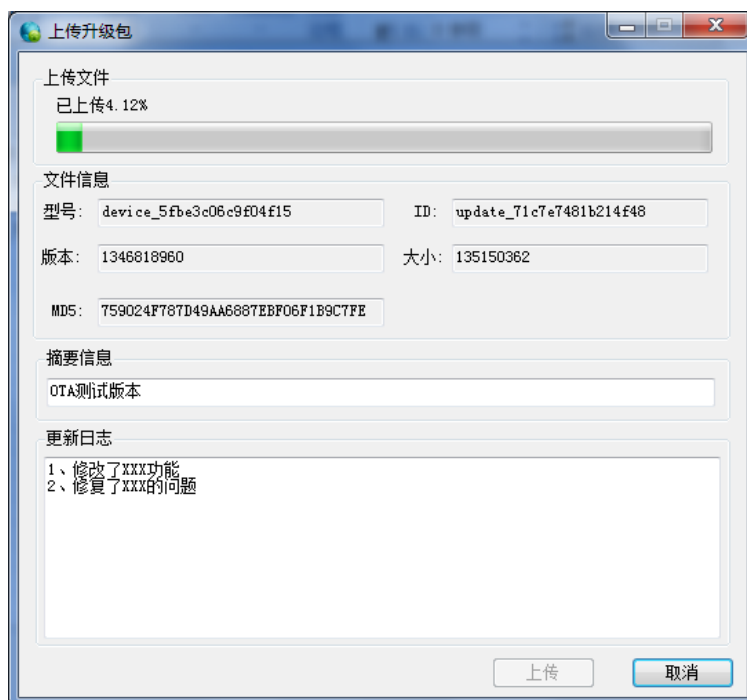 上传升级包
上传文件
已上传4.12%
文件信息
型号: device_5fbe3c06c9f04f15 ID: update_71c7e7481b214f48
版本: 1346818960 大小: 135150362
MD5: 759024F787D49AA6887EBF06F1B9C7FE
摘要信息
OTA测试版本
更新日志
1、修改了XXX功能
2、修复了XXX的问题
上传 取消